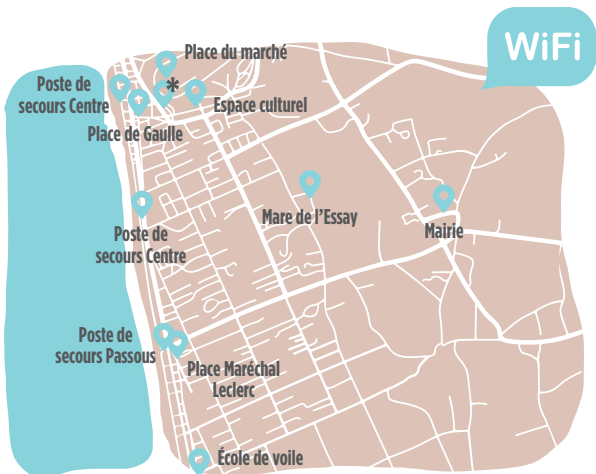 WiFi
Place du marché
*
Poste de
secours Centre
Espace culturel
Place de Gaulle
Mare de l'Essay
Mairie
Poste de
secours Centre
Poste de
secours Passous
Place Maréchal
Leclerc
École de voile